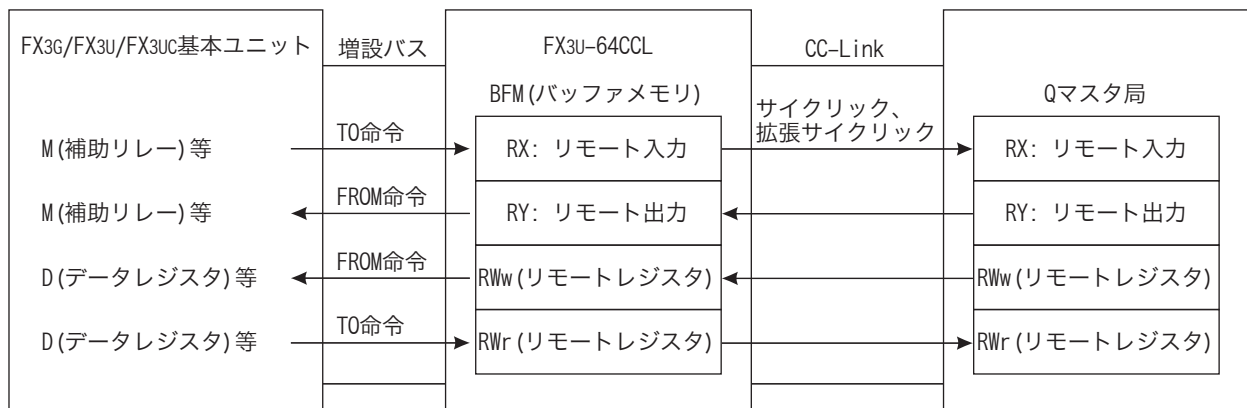 FX3G/FX3U/FX3UC基本ユニット
増設バス
FX3U-64CCL
CC-Link
BFM(バッファメモリ)
サイクリック、
拡張サイクリック
Qマスタ局
M(補助リレー)等
TO命令
RX: リモート入力
RX: リモート入力
M(補助リレー)等
FROM命令
RY: リモート出力
RY: リモート出力
D(データレジスタ)等
FROM命令
RWw(リモートレジスタ)
RWw(リモートレジスタ)
D(データレジスタ)等
TO命令
RWr(リモートレジスタ)
RWr(リモートレジスタ)